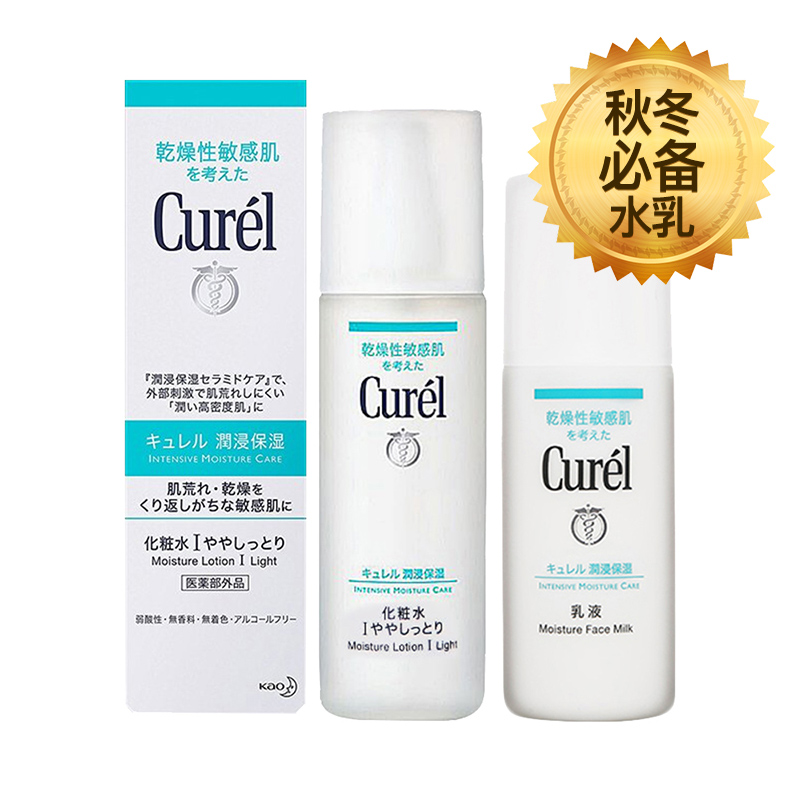 乾燥性敏感肌
を考えた
Curél
『潤浸保湿セラミドケア』で、
外部刺激で肌荒れしにくい
「潤い高密度肌」に
キュレル 潤浸保湿
INTENSIVE MOISTURE CARE
肌荒れ・乾燥を
くり返しがちな敏感肌に
化粧水 I ややしっとり
Moisture Lotion I Light
医薬部外品
弱酸性・無香料・無着色・アルコールフリー
Kao
乾燥性敏感肌
を考えた
Curél
キュレル 潤浸保湿
INTENSIVE MOISTURE CARE
化粧水
I ややしっとり
Moisture Lotion I Light
秋冬
必备
水乳
乾燥性敏感肌
を考えた
Curél
キュレル 潤浸保湿
INTENSIVE MOISTURE CARE
乳液
Moisture Face Milk